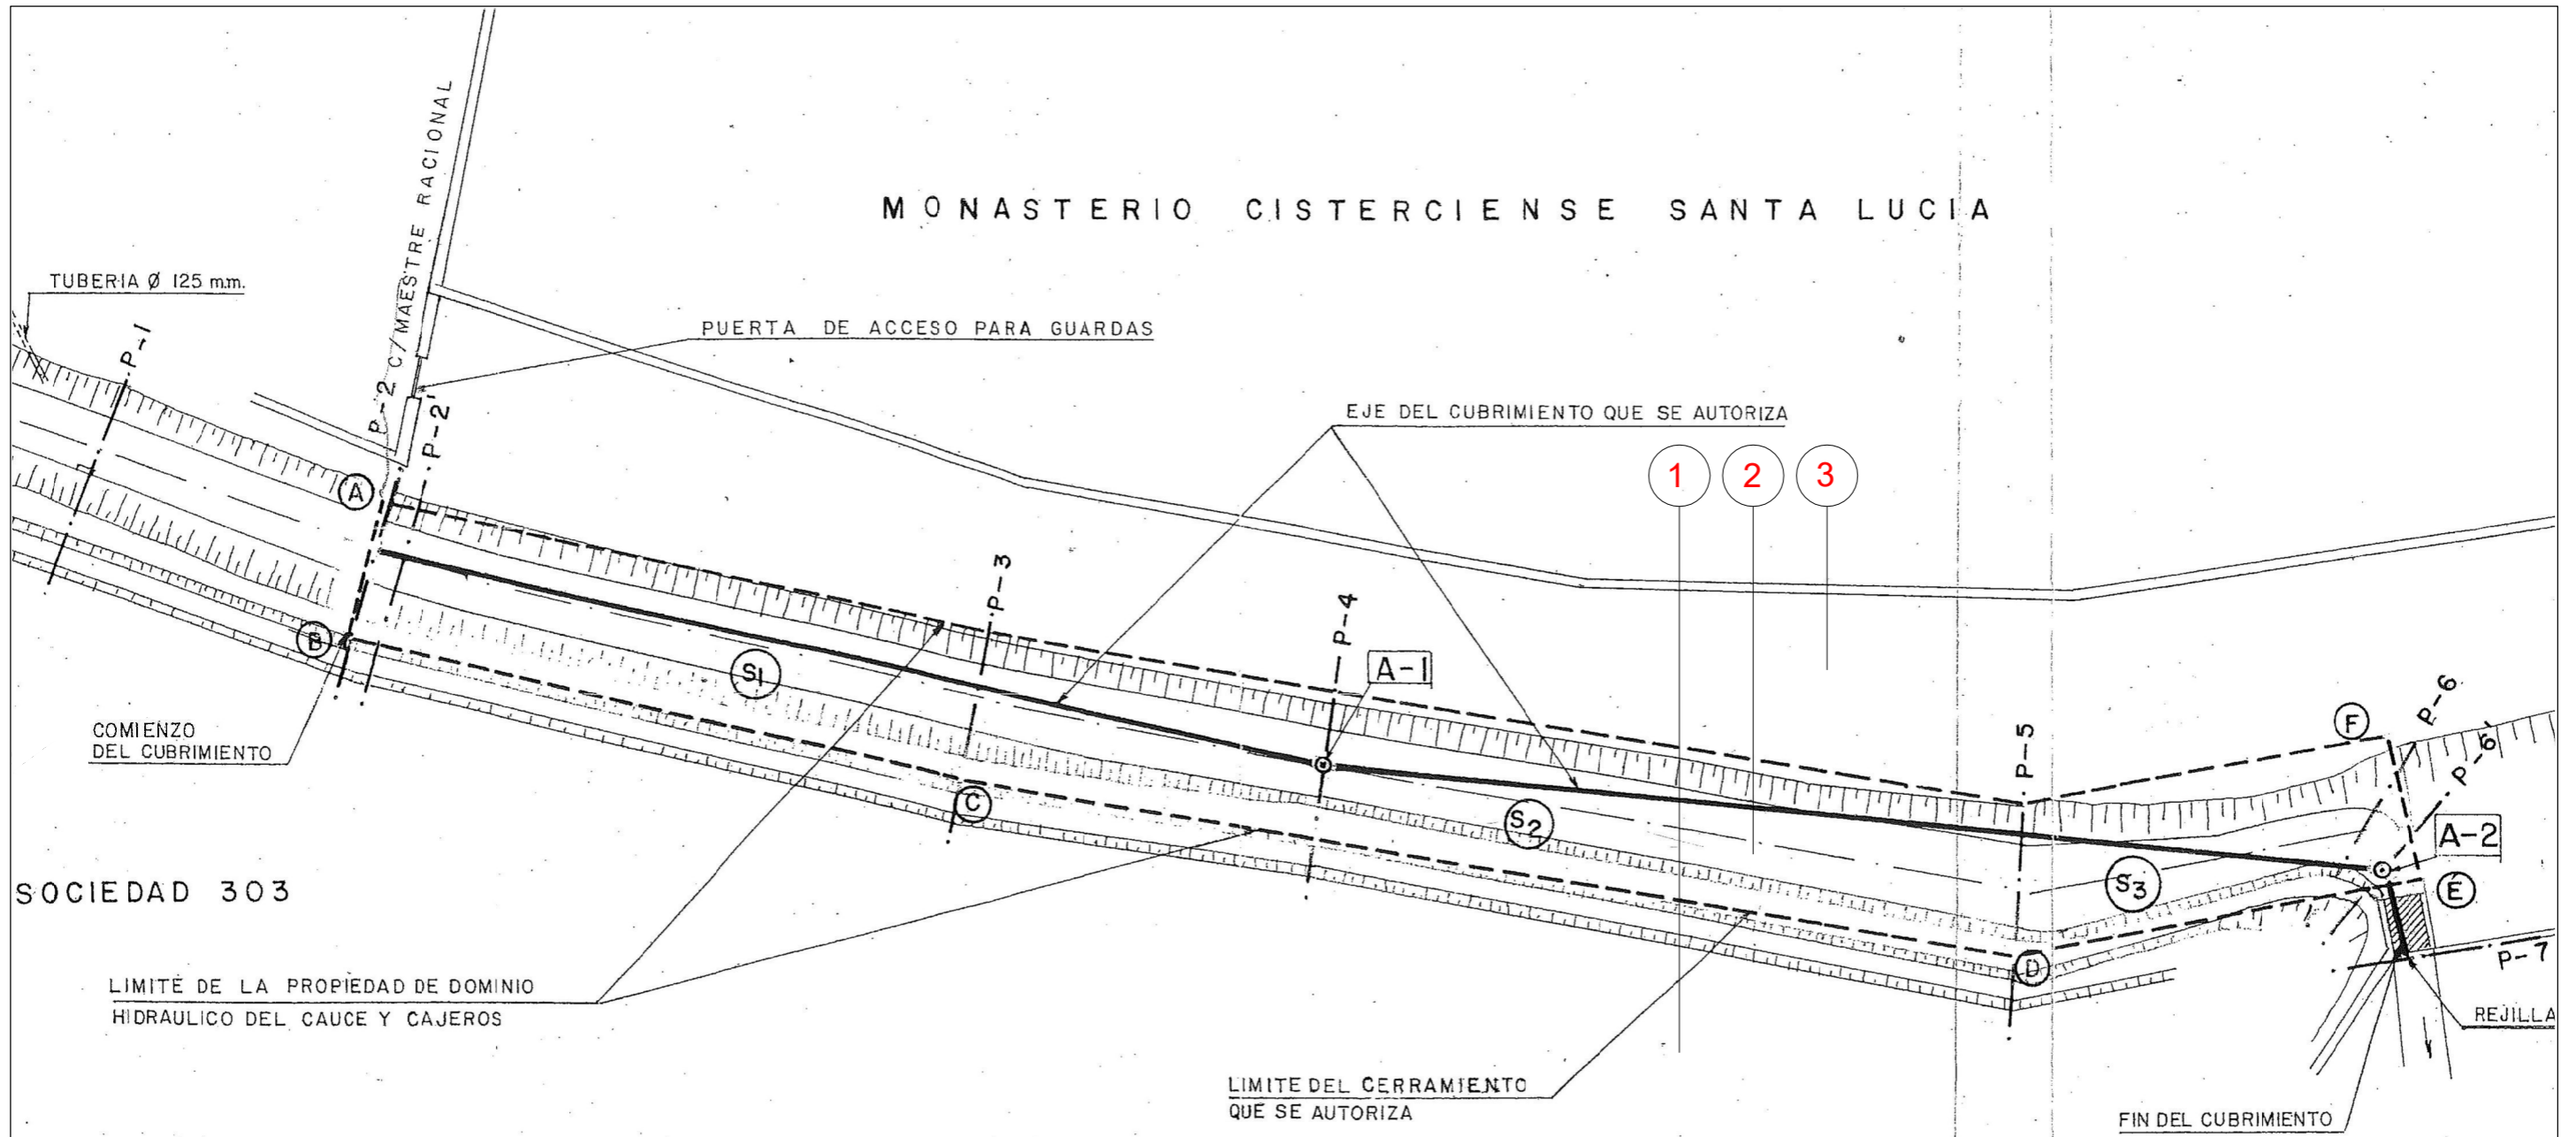 MONASTERIO CISTERCIENSE SANTA LUCIA
TUBERIA Ø 125 m.m.
P-1
P-2 C/MAESTRE RACIONAL
P-2'
PUERTA DE ACCESO PARA GUARDAS
EJE DEL CUBRIMIENTO QUE SE AUTORIZA
1
2
3
A
B
P-3
P-4
A-1
S1
C
S2
P-5
F
P-6
P-6'
A-2
S3
E
D
P-7
COMIENZO
DEL CUBRIMIENTO
SOCIEDAD 303
LIMITE DE LA PROPIEDAD DE DOMINIO
HIDRAULICO DEL CAUCE Y CAJEROS
LIMITE DEL CERRAMIENTO
QUE SE AUTORIZA
REJILLA
FIN DEL CUBRIMIENTO